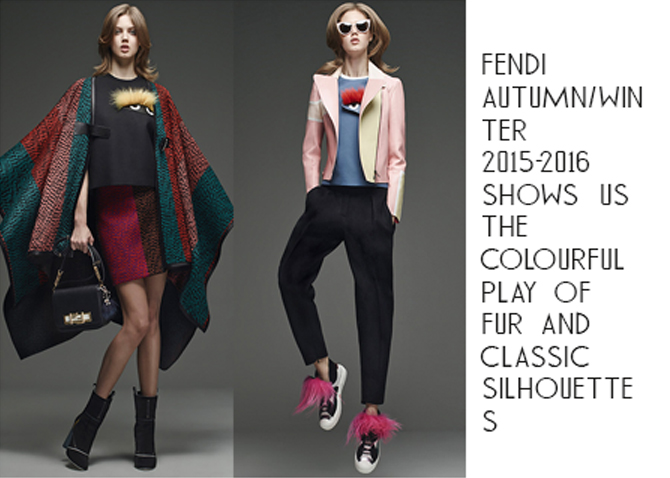 FENDI
AUTUMN/WIN
TER
2015-2016
SHOWS US
THE
COLOURFUL
PLAY OF
FUR AND
CLASSIC
SILHOUETTE
S